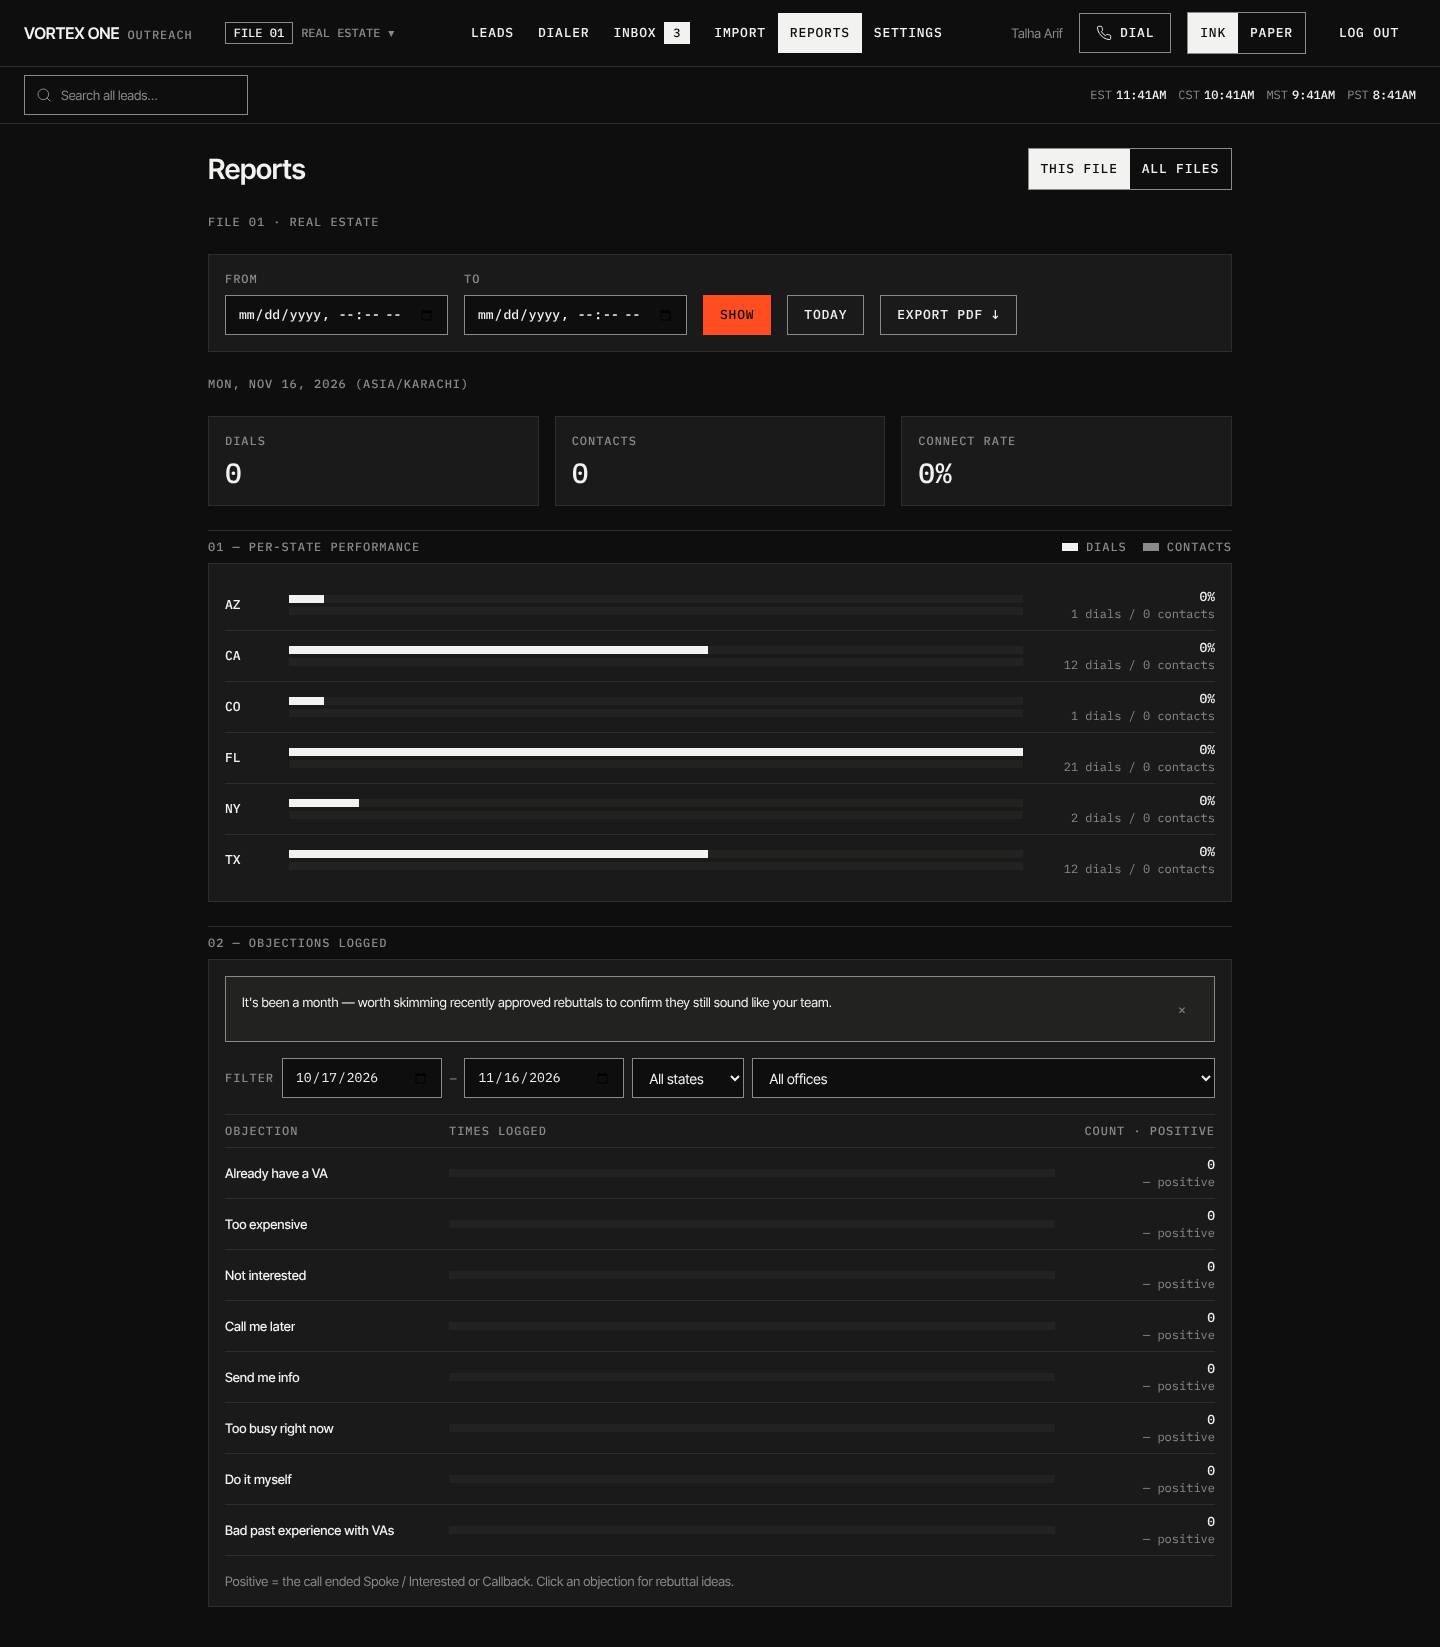 VORTEX ONE OUTREACH FILE 01 REAL ESTATE ▾ LEADS DIALER INBOX 3 IMPORT REPORTS SETTINGS Talha Arif DIAL INK PAPER LOG OUT
Search all leads... EST 11:41AM CST 10:41AM MST 9:41AM PST 8:41AM
Reports THIS FILE ALL FILES
FILE 01 · REAL ESTATE
FROM TO
mm/dd/yyyy, --:-- -- mm/dd/yyyy, --:-- -- SHOW TODAY EXPORT PDF ↓
MON, NOV 16, 2026 (ASIA/KARACHI)
DIALS CONTACTS CONNECT RATE
0 0 0%
01 — PER-STATE PERFORMANCE DIALS CONTACTS
AZ 0%
1 dials / 0 contacts
CA 0%
12 dials / 0 contacts
CO 0%
1 dials / 0 contacts
FL 0%
21 dials / 0 contacts
NY 0%
2 dials / 0 contacts
TX 0%
12 dials / 0 contacts
02 — OBJECTIONS LOGGED
It's been a month — worth skimming recently approved rebuttals to confirm they still sound like your team. ×
FILTER 10/17/2026 – 11/16/2026 All states All offices
OBJECTION TIMES LOGGED COUNT · POSITIVE
Already have a VA 0
— positive
Too expensive 0
— positive
Not interested 0
— positive
Call me later 0
— positive
Send me info 0
— positive
Too busy right now 0
— positive
Do it myself 0
— positive
Bad past experience with VAs 0
— positive
Positive = the call ended Spoke / Interested or Callback. Click an objection for rebuttal ideas.